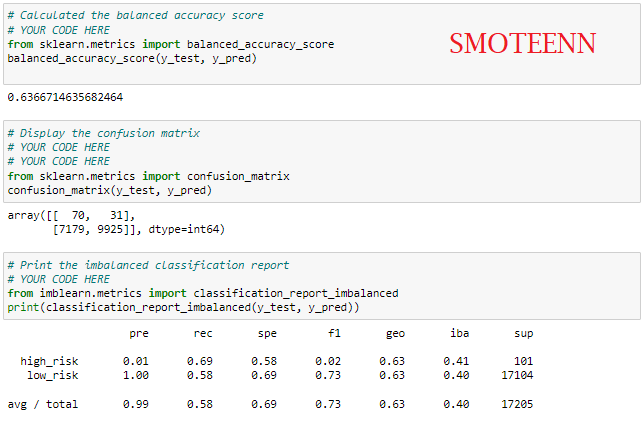 # Calculated the balanced accuracy score
# YOUR CODE HERE
from sklearn.metrics import balanced_accuracy_score
balanced_accuracy_score(y_test, y_pred)
SMOTEENN
0.6366714635682464
# Display the confusion matrix
# YOUR CODE HERE
# YOUR CODE HERE
from sklearn.metrics import confusion_matrix
confusion_matrix(y_test, y_pred)
array([[  70,   31],
       [7179, 9925]], dtype=int64)
# Print the imbalanced classification report
# YOUR CODE HERE
from imblearn.metrics import classification_report_imbalanced
print(classification_report_imbalanced(y_test, y_pred))
                   pre       rec       spe        f1       geo       iba       sup
  high_risk       0.01      0.69      0.58      0.02      0.63      0.41       101
   low_risk       1.00      0.58      0.69      0.73      0.63      0.40     17104
avg / total       0.99      0.58      0.69      0.73      0.63      0.40     17205